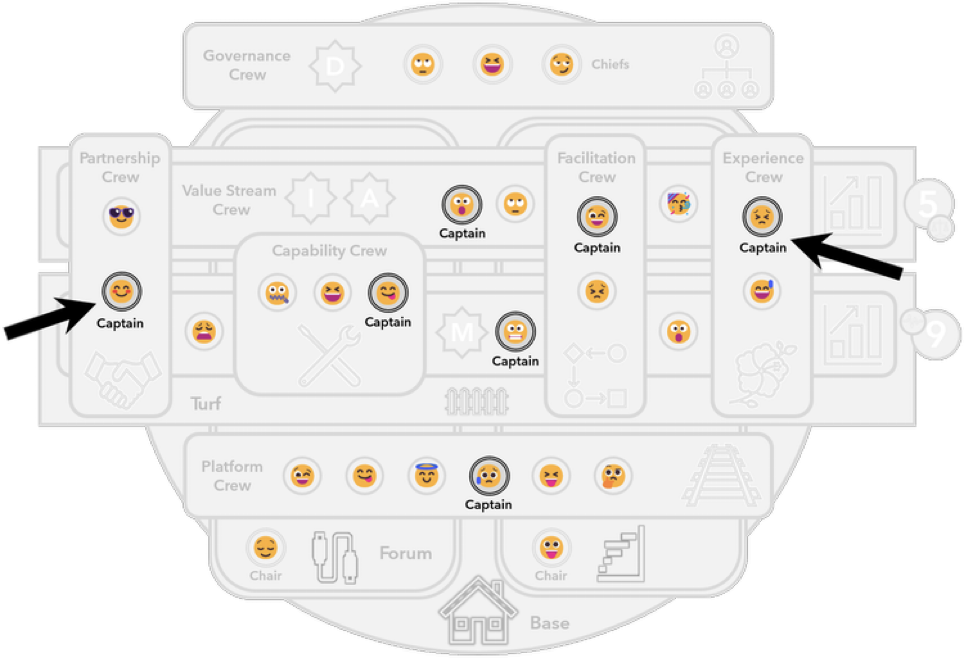 Governance
Crew
D
Chiefs
Partnership
Crew
Value Stream
Crew
I
A
Captain
Facilitation
Crew
Captain
Experience
Crew
Captain
5
Capability Crew
Captain
Captain
M
Captain
9
Turf
Platform
Crew
Captain
Chair
Forum
Chair
Base